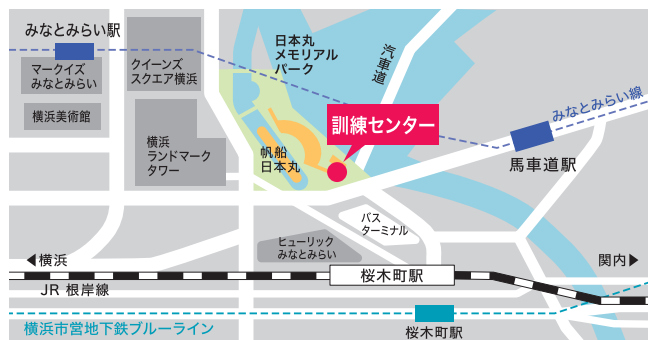 みなとみらい駅
マークイズ
みなとみらい
横浜美術館
クイーンズ
スクエア横浜
横浜
ランドマーク
タワー
日本丸
メモリアル
パーク
汽車道
訓練センター
帆船
日本丸
みなとみらい線
馬車道駅
バス
ターミナル
ヒューリック
みなとみらい
◀横浜
関内▶
桜木町駅
JR 根岸線
横浜市営地下鉄ブルーライン
桜木町駅